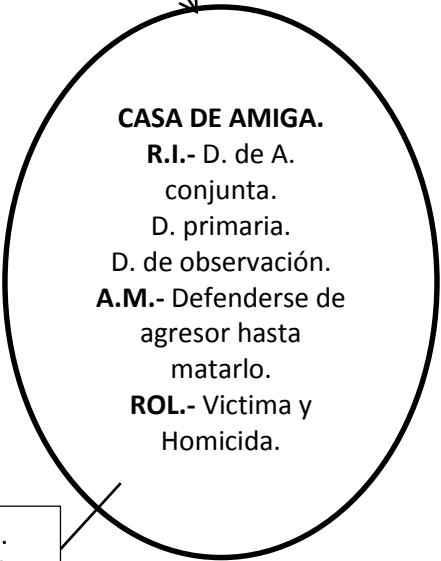 CASA DE AMIGA.
R.I.- D. de A.
conjunta.
D. primaria.
D. de observación.
A.M.- Defenderse de
agresor hasta
matarlo.
ROL.- Victima y
Homicida.